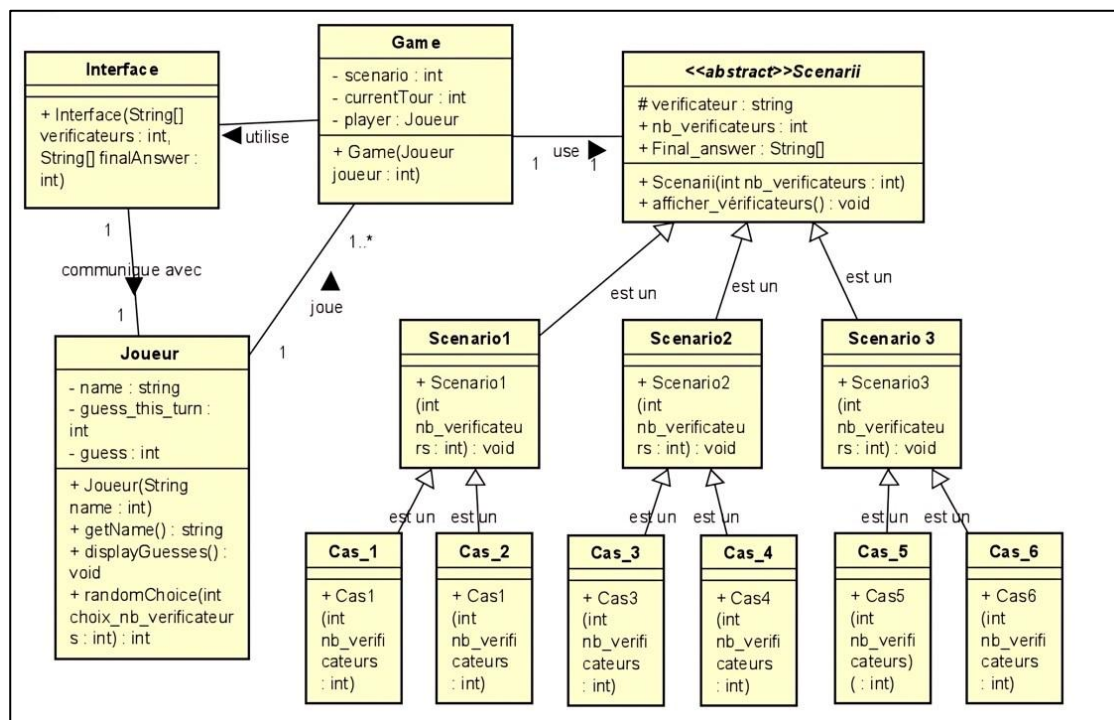 Interface
+ Interface(String[]
verificateurs : int,
String[] finalAnswer :
int)
Game
- scenario : int
- currentTour : int
- player : Joueur
+ Game(Joueur
joueur : int)
<<abstract>>Scenarii
# verificateur : string
+ nb_verificateurs : int
+ Final_answer : String[]
+ Scenarii(int nb_verificateurs : int)
+ afficher_vérificateurs() : void
utilise
use
1
1
1
communique avec
1
1..*
joue
1
est un
est un
est un
Joueur
- name : string
- guess_this_turn :
int
- guess : int
+ Joueur(String
name : int)
+ getName() : string
+ displayGuesses() :
void
+ randomChoice(int
choix_nb_verificateur
s : int) : int
Scenario1
+ Scenario1
(int
nb_verificateu
rs : int) : void
Scenario2
+ Scenario2
(int
nb_verificateu
rs : int) : void
Scenario 3
+ Scenario3
(int
nb_verificateu
rs : int) : void
est un
est un
est un
est un
est un
est un
Cas_1
+ Cas1
(int
nb_verifi
cateurs
: int)
Cas_2
+ Cas1
(int
nb_verifi
cateurs
: int)
Cas_3
+ Cas3
(int
nb_verifi
cateurs
: int)
Cas_4
+ Cas4
(int
nb_verifi
cateurs
: int)
Cas_5
+ Cas5
(int
nb_verifi
cateurs)
( : int)
Cas_6
+ Cas6
(int
nb_verifi
cateurs
: int)